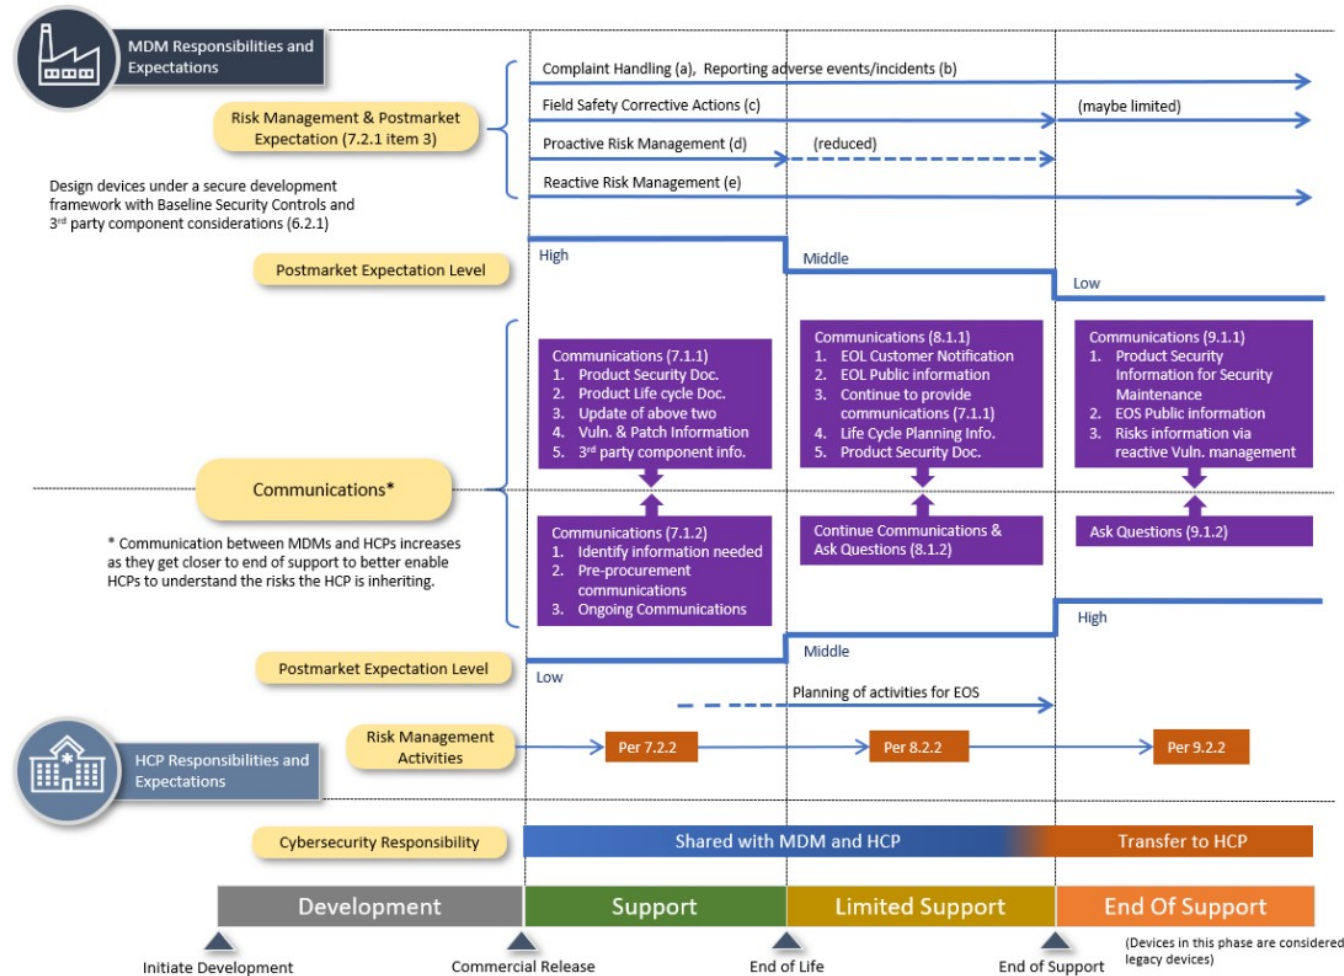 MDM Responsibilities and
Expectations
Complaint Handling (a), Reporting adverse events/incidents (b)
Risk Management & Postmarket
Expectation (7.2.1 item 3)
Field Safety Corrective Actions (c)
(maybe limited)
Proactive Risk Management (d)
(reduced)
Reactive Risk Management (e)
Design devices under a secure development
framework with Baseline Security Controls and
3rd party component considerations (6.2.1)
Postmarket Expectation Level
High
Middle
Low
Communications (7.1.1)
1. Product Security Doc.
2. Product Life cycle Doc.
3. Update of above two
4. Vuln. & Patch Information
5. 3rd party component info.
Communications (8.1.1)
1. EOL Customer Notification
2. EOL Public information
3. Continue to provide
communications (7.1.1)
4. Life Cycle Planning Info.
5. Product Security Doc.
Communications (9.1.1)
1. Product Security
Information for Security
Maintenance
2. EOS Public information
3. Risks information via
reactive Vuln. management
Communications*
* Communication between MDMs and HCPs increases
as they get closer to end of support to better enable
HCPs to understand the risks the HCP is inheriting.
Communications (7.1.2)
1. Identify information needed
2. Pre-procurement
communications
3. Ongoing Communications
Continue Communications &
Ask Questions (8.1.2)
Ask Questions (9.1.2)
Postmarket Expectation Level
Low
Middle
High
Planning of activities for EOS
HCP Responsibilities and
Expectations
Risk Management
Activities
Per 7.2.2
Per 8.2.2
Per 9.2.2
Cybersecurity Responsibility
Shared with MDM and HCP
Transfer to HCP
Development
Support
Limited Support
End Of Support
Initiate Development
Commercial Release
End of Life
End of Support
(Devices in this phase are considered
legacy devices)